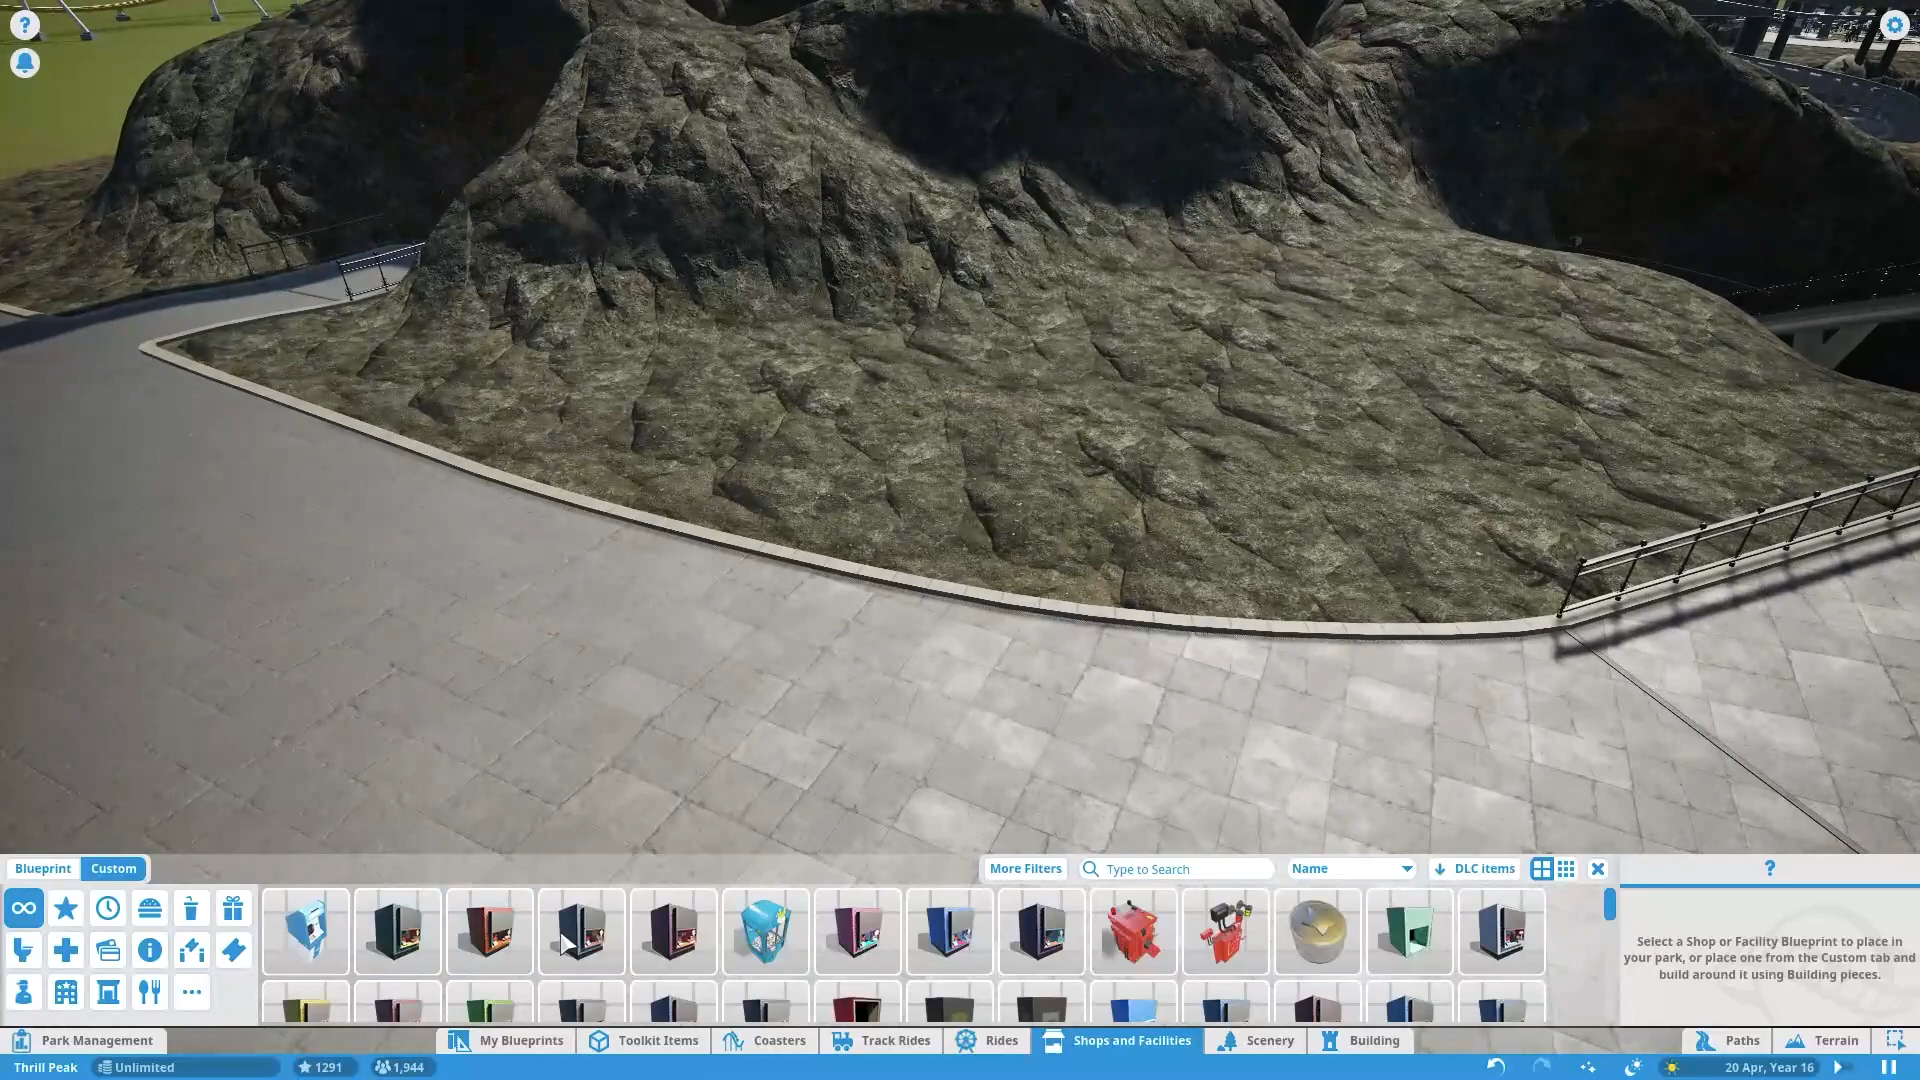 Blueprint Custom
More Filters Type to Search Name DLC items
?
Select a Shop or Facility Blueprint to place in
your park, or place one from the Custom tab and
build around it using Building pieces.
Park Management My Blueprints Toolkit Items Coasters Track Rides Rides Shops and Facilities Scenery Building Paths Terrain
Thrill Peak Unlimited 1291 1,944 20 Apr, Year 16